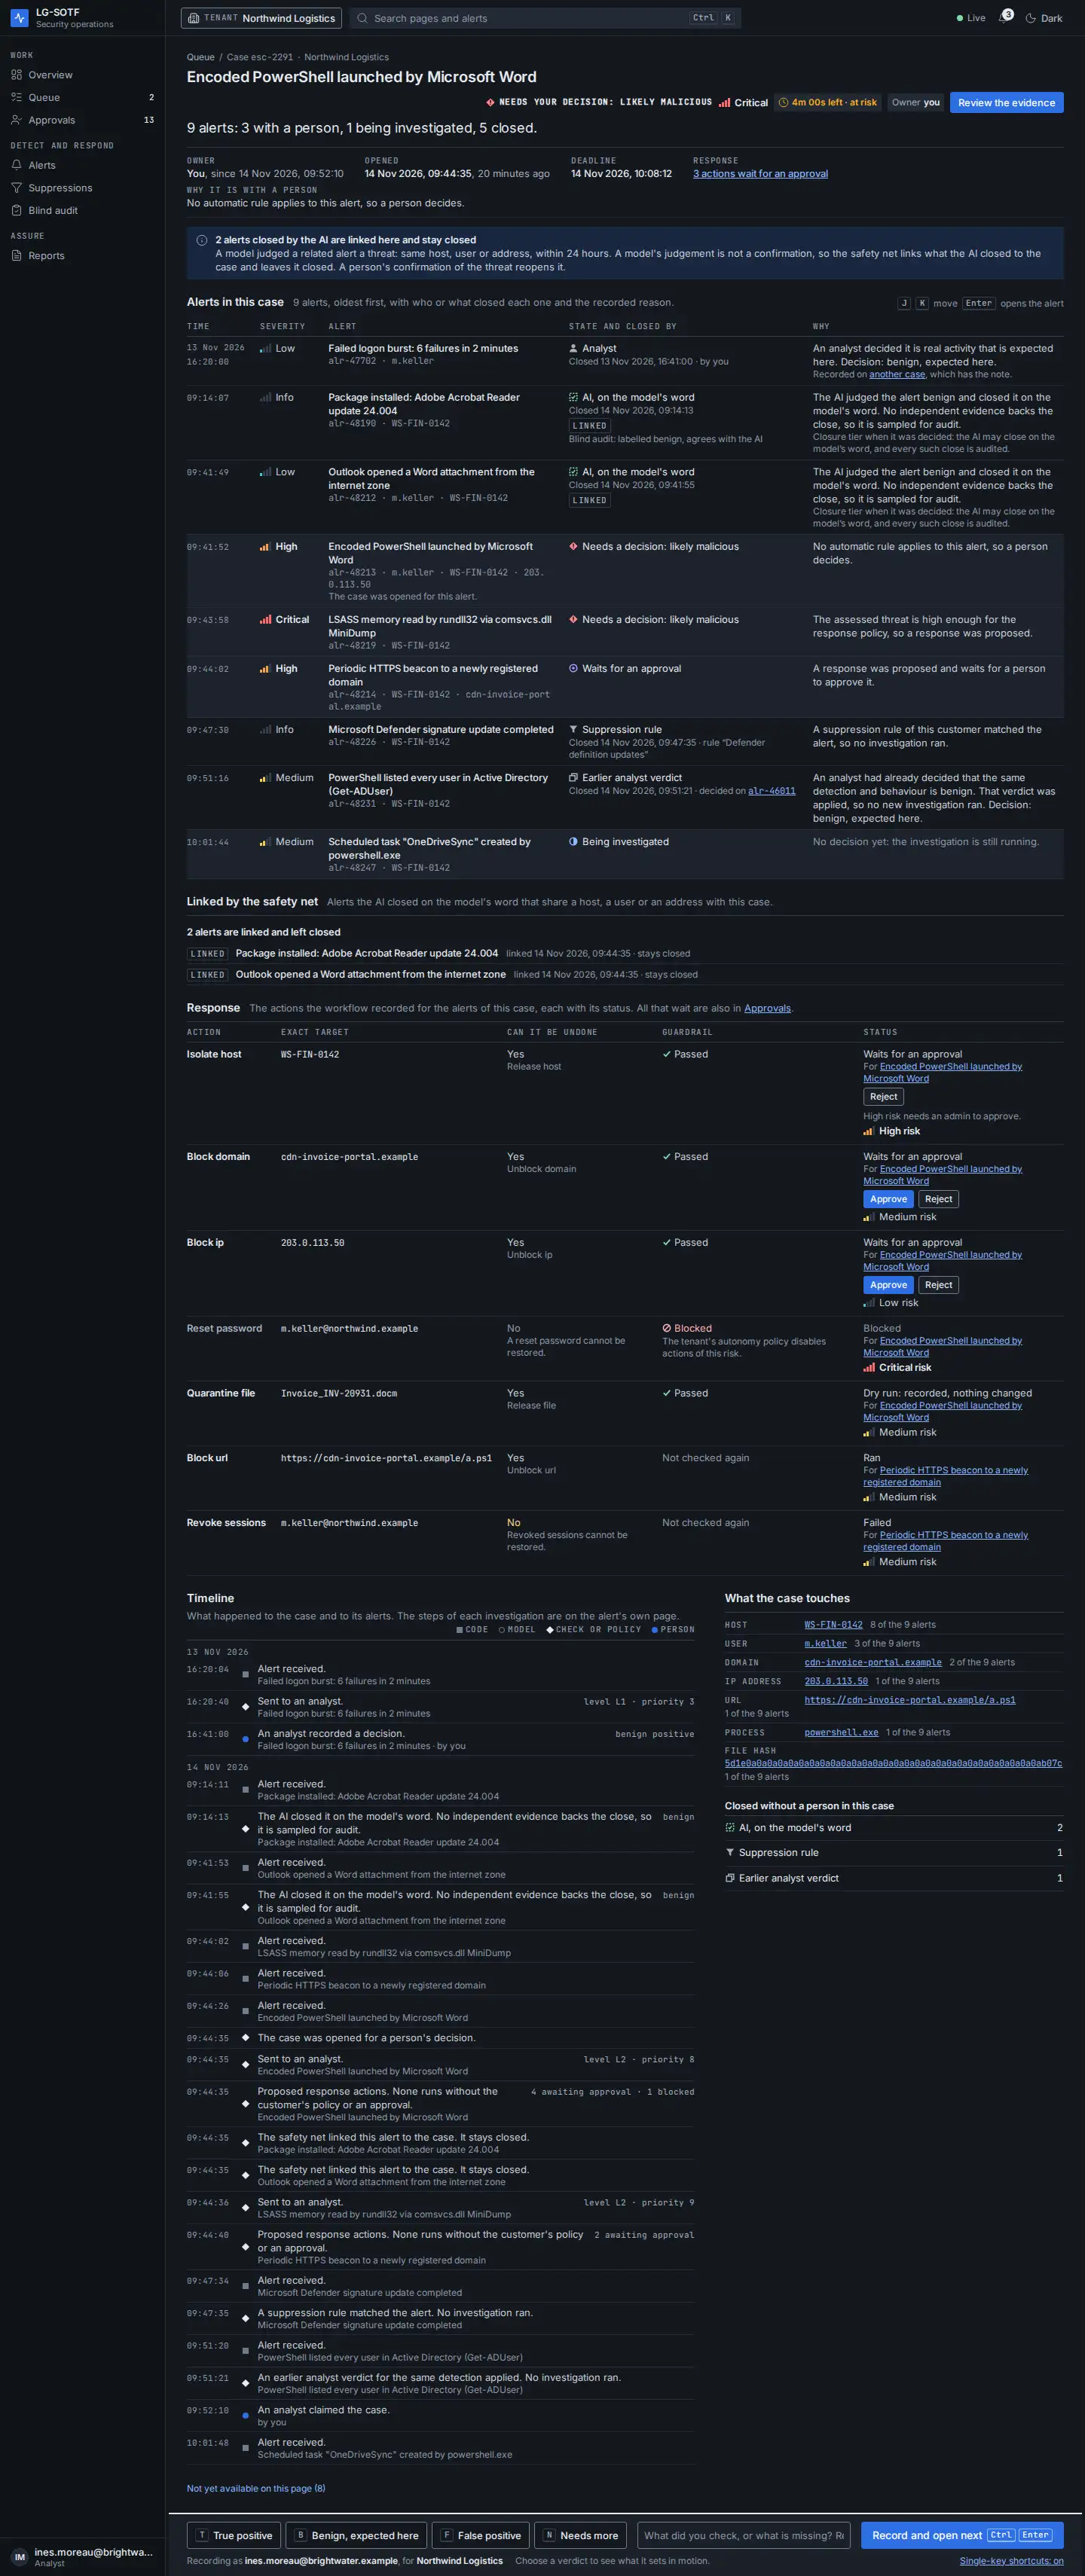 LG-SOTF
Security operations
TENANT Northwind Logistics
Search pages and alerts Ctrl K
Live 3 Dark
WORK
Overview
Queue 2
Approvals 13
DETECT AND RESPOND
Alerts
Suppressions
Blind audit
ASSURE
Reports
Queue / Case esc-2291 · Northwind Logistics
Encoded PowerShell launched by Microsoft Word
NEEDS YOUR DECISION: LIKELY MALICIOUS Critical 4m 00s left · at risk Owner you Review the evidence
9 alerts: 3 with a person, 1 being investigated, 5 closed.
OWNER OPENED DEADLINE RESPONSE
You, since 14 Nov 2026, 09:52:10 14 Nov 2026, 09:44:35, 20 minutes ago 14 Nov 2026, 10:08:12 3 actions wait for an approval
WHY IT IS WITH A PERSON
No automatic rule applies to this alert, so a person decides.
2 alerts closed by the AI are linked here and stay closed
A model judged a related alert a threat: same host, user or address, within 24 hours. A model's judgement is not a confirmation, so the safety net links what the AI closed to the
case and leaves it closed. A person's confirmation of the threat reopens it.
Alerts in this case 9 alerts, oldest first, with who or what closed each one and the recorded reason. J K move Enter opens the alert
TIME SEVERITY ALERT STATE AND CLOSED BY WHY
13 Nov 2026
16:20:00
Low
Failed logon burst: 6 failures in 2 minutes
alr-47702 · m.keller
Analyst
Closed 13 Nov 2026, 16:41:00 · by you
An analyst decided it is real activity that is expected
here. Decision: benign, expected here.
Recorded on another case, which has the note.
09:14:07
Info
Package installed: Adobe Acrobat Reader
update 24.004
alr-48190 · WS-FIN-0142
AI, on the model's word
Closed 14 Nov 2026, 09:14:13
LINKED
Blind audit: labelled benign, agrees with the AI
The AI judged the alert benign and closed it on the
model's word. No independent evidence backs the
close, so it is sampled for audit.
Closure tier when it was decided: the AI may close on the
model's word, and every such close is audited.
09:41:49
Low
Outlook opened a Word attachment from the
internet zone
alr-48212 · m.keller · WS-FIN-0142
AI, on the model's word
Closed 14 Nov 2026, 09:41:55
LINKED
The AI judged the alert benign and closed it on the
model's word. No independent evidence backs the
close, so it is sampled for audit.
Closure tier when it was decided: the AI may close on the
model's word, and every such close is audited.
09:41:52
High
Encoded PowerShell launched by Microsoft
Word
alr-48213 · m.keller · WS-FIN-0142 · 203.
0.113.50
The case was opened for this alert.
Needs a decision: likely malicious
No automatic rule applies to this alert, so a person
decides.
09:43:58
Critical
LSASS memory read by rundll32 via comsvcs.dll
MiniDump
alr-48219 · WS-FIN-0142
Needs a decision: likely malicious
The assessed threat is high enough for the
response policy, so a response was proposed.
09:44:02
High
Periodic HTTPS beacon to a newly registered
domain
alr-48214 · WS-FIN-0142 · cdn-invoice-port
al.example
Waits for an approval
A response was proposed and waits for a person
to approve it.
09:47:30
Info
Microsoft Defender signature update completed
alr-48226 · WS-FIN-0142
Suppression rule
Closed 14 Nov 2026, 09:47:35 · rule "Defender
definition updates"
A suppression rule of this customer matched the
alert, so no investigation ran.
09:51:16
Medium
PowerShell listed every user in Active Directory
(Get-ADUser)
alr-48231 · WS-FIN-0142
Earlier analyst verdict
Closed 14 Nov 2026, 09:51:21 · decided on alr-46011
An analyst had already decided that the same
detection and behaviour is benign. That verdict was
applied, so no new investigation ran. Decision:
benign, expected here.
10:01:44
Medium
Scheduled task "OneDriveSync" created by
powershell.exe
alr-48247 · WS-FIN-0142
Being investigated
No decision yet: the investigation is still running.
Linked by the safety net Alerts the AI closed on the model's word that share a host, a user or an address with this case.
2 alerts are linked and left closed
LINKED Package installed: Adobe Acrobat Reader update 24.004 linked 14 Nov 2026, 09:44:35 · stays closed
LINKED Outlook opened a Word attachment from the internet zone linked 14 Nov 2026, 09:44:35 · stays closed
Response The actions the workflow recorded for the alerts of this case, each with its status. All that wait are also in Approvals.
ACTION EXACT TARGET CAN IT BE UNDONE GUARDRAIL STATUS
Isolate host WS-FIN-0142
Yes
Release host
Passed
Waits for an approval
For Encoded PowerShell launched by
Microsoft Word
Reject
High risk needs an admin to approve.
High risk
Block domain cdn-invoice-portal.example
Yes
Unblock domain
Passed
Waits for an approval
For Encoded PowerShell launched by
Microsoft Word
Approve Reject
Medium risk
Block ip 203.0.113.50
Yes
Unblock ip
Passed
Waits for an approval
For Encoded PowerShell launched by
Microsoft Word
Approve Reject
Low risk
Reset password m.keller@northwind.example
No
A reset password cannot be
restored.
Blocked
The tenant's autonomy policy disables
actions of this risk.
Blocked
For Encoded PowerShell launched by
Microsoft Word
Critical risk
Quarantine file Invoice_INV-20931.docm
Yes
Release file
Passed
Dry run: recorded, nothing changed
For Encoded PowerShell launched by
Microsoft Word
Medium risk
Block url https://cdn-invoice-portal.example/a.ps1
Yes
Unblock url
Not checked again
Ran
For Periodic HTTPS beacon to a newly
registered domain
Medium risk
Revoke sessions m.keller@northwind.example
No
Revoked sessions cannot be
restored.
Not checked again
Failed
For Periodic HTTPS beacon to a newly
registered domain
Medium risk
Timeline
What happened to the case and to its alerts. The steps of each investigation are on the alert's own page.
CODE MODEL CHECK OR POLICY PERSON
13 NOV 2026
16:20:04 Alert received.
Failed logon burst: 6 failures in 2 minutes
16:20:40 Sent to an analyst. level L1 · priority 3
Failed logon burst: 6 failures in 2 minutes
16:41:00 An analyst recorded a decision. benign positive
Failed logon burst: 6 failures in 2 minutes · by you
14 NOV 2026
09:14:11 Alert received.
Package installed: Adobe Acrobat Reader update 24.004
09:14:13 The AI closed it on the model's word. No independent evidence backs the close, so benign
it is sampled for audit.
Package installed: Adobe Acrobat Reader update 24.004
09:41:53 Alert received.
Outlook opened a Word attachment from the internet zone
09:41:55 The AI closed it on the model's word. No independent evidence backs the close, so benign
it is sampled for audit.
Outlook opened a Word attachment from the internet zone
09:44:02 Alert received.
LSASS memory read by rundll32 via comsvcs.dll MiniDump
09:44:06 Alert received.
Periodic HTTPS beacon to a newly registered domain
09:44:26 Alert received.
Encoded PowerShell launched by Microsoft Word
09:44:35 The case was opened for a person's decision.
09:44:35 Sent to an analyst. level L2 · priority 8
Encoded PowerShell launched by Microsoft Word
09:44:35 Proposed response actions. None runs without the 4 awaiting approval · 1 blocked
customer's policy or an approval.
Encoded PowerShell launched by Microsoft Word
09:44:35 The safety net linked this alert to the case. It stays closed.
Package installed: Adobe Acrobat Reader update 24.004
09:44:35 The safety net linked this alert to the case. It stays closed.
Outlook opened a Word attachment from the internet zone
09:44:36 Sent to an analyst. level L2 · priority 9
LSASS memory read by rundll32 via comsvcs.dll MiniDump
09:44:40 Proposed response actions. None runs without the customer's policy 2 awaiting approval
or an approval.
Periodic HTTPS beacon to a newly registered domain
09:47:34 Alert received.
Microsoft Defender signature update completed
09:47:35 A suppression rule matched the alert. No investigation ran.
Microsoft Defender signature update completed
09:51:20 Alert received.
PowerShell listed every user in Active Directory (Get-ADUser)
09:51:21 An earlier analyst verdict for the same detection applied. No investigation ran.
PowerShell listed every user in Active Directory (Get-ADUser)
09:52:10 An analyst claimed the case.
by you
10:01:48 Alert received.
Scheduled task "OneDriveSync" created by powershell.exe
What the case touches
HOST WS-FIN-0142 8 of the 9 alerts
USER m.keller 3 of the 9 alerts
DOMAIN cdn-invoice-portal.example 2 of the 9 alerts
IP ADDRESS 203.0.113.50 1 of the 9 alerts
URL https://cdn-invoice-portal.example/a.ps1
1 of the 9 alerts
PROCESS powershell.exe 1 of the 9 alerts
FILE HASH
1 of the 9 alerts
Closed without a person in this case
AI, on the model's word 2
Suppression rule 1
Earlier analyst verdict 1
Not yet available on this page (8)
T True positive B Benign, expected here F False positive N Needs more What did you check, or what is missing? Record and open next Ctrl Enter
Recording as ines.moreau@brightwater.example, for Northwind Logistics Choose a verdict to see what it sets in motion. Single-key shortcuts: on
IM ines.moreau@brightwa...
Analyst